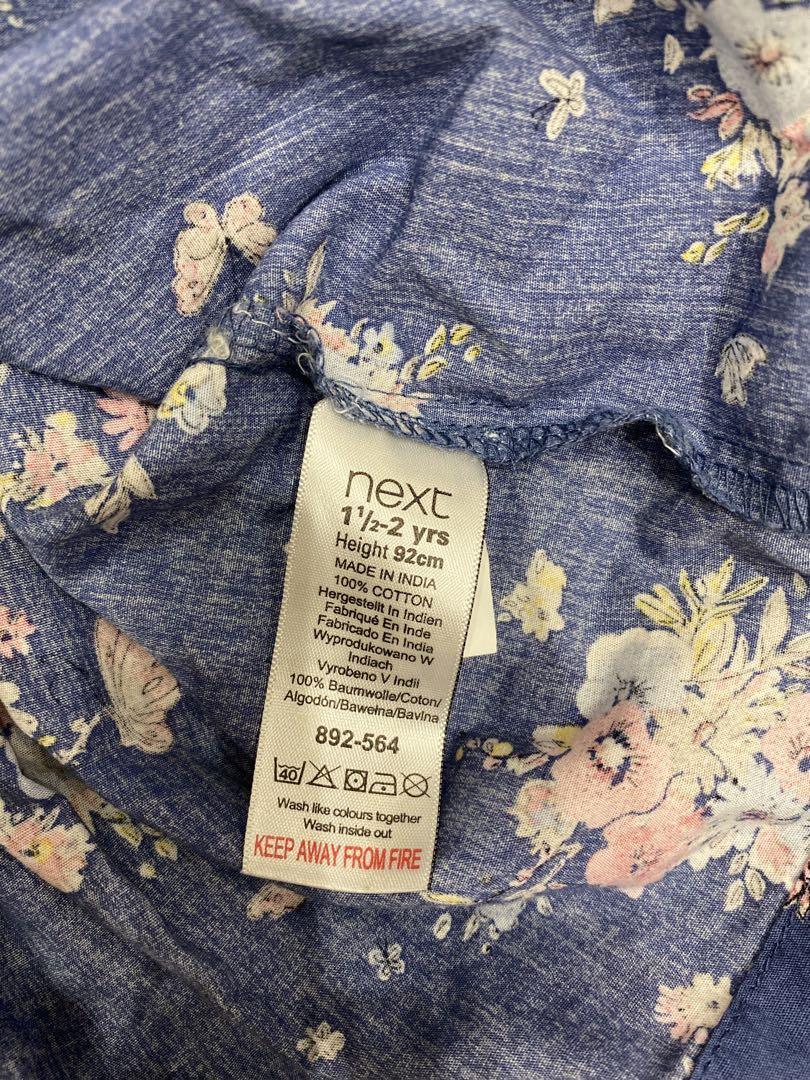 next
1 1/2-2 yrs
Height 92cm
MADE IN INDIA
100% COTTON
Hergestellt In Indien
Fabriqué En Inde
Fabricado En India
Wyprodukowano W
Indiach
Vyrobeno V Indii
100% Baumwolle/Coton/
Algodón/Bawełna/Bavlna
892-564
40
Wash like colours together
Wash inside out
KEEP AWAY FROM FIRE